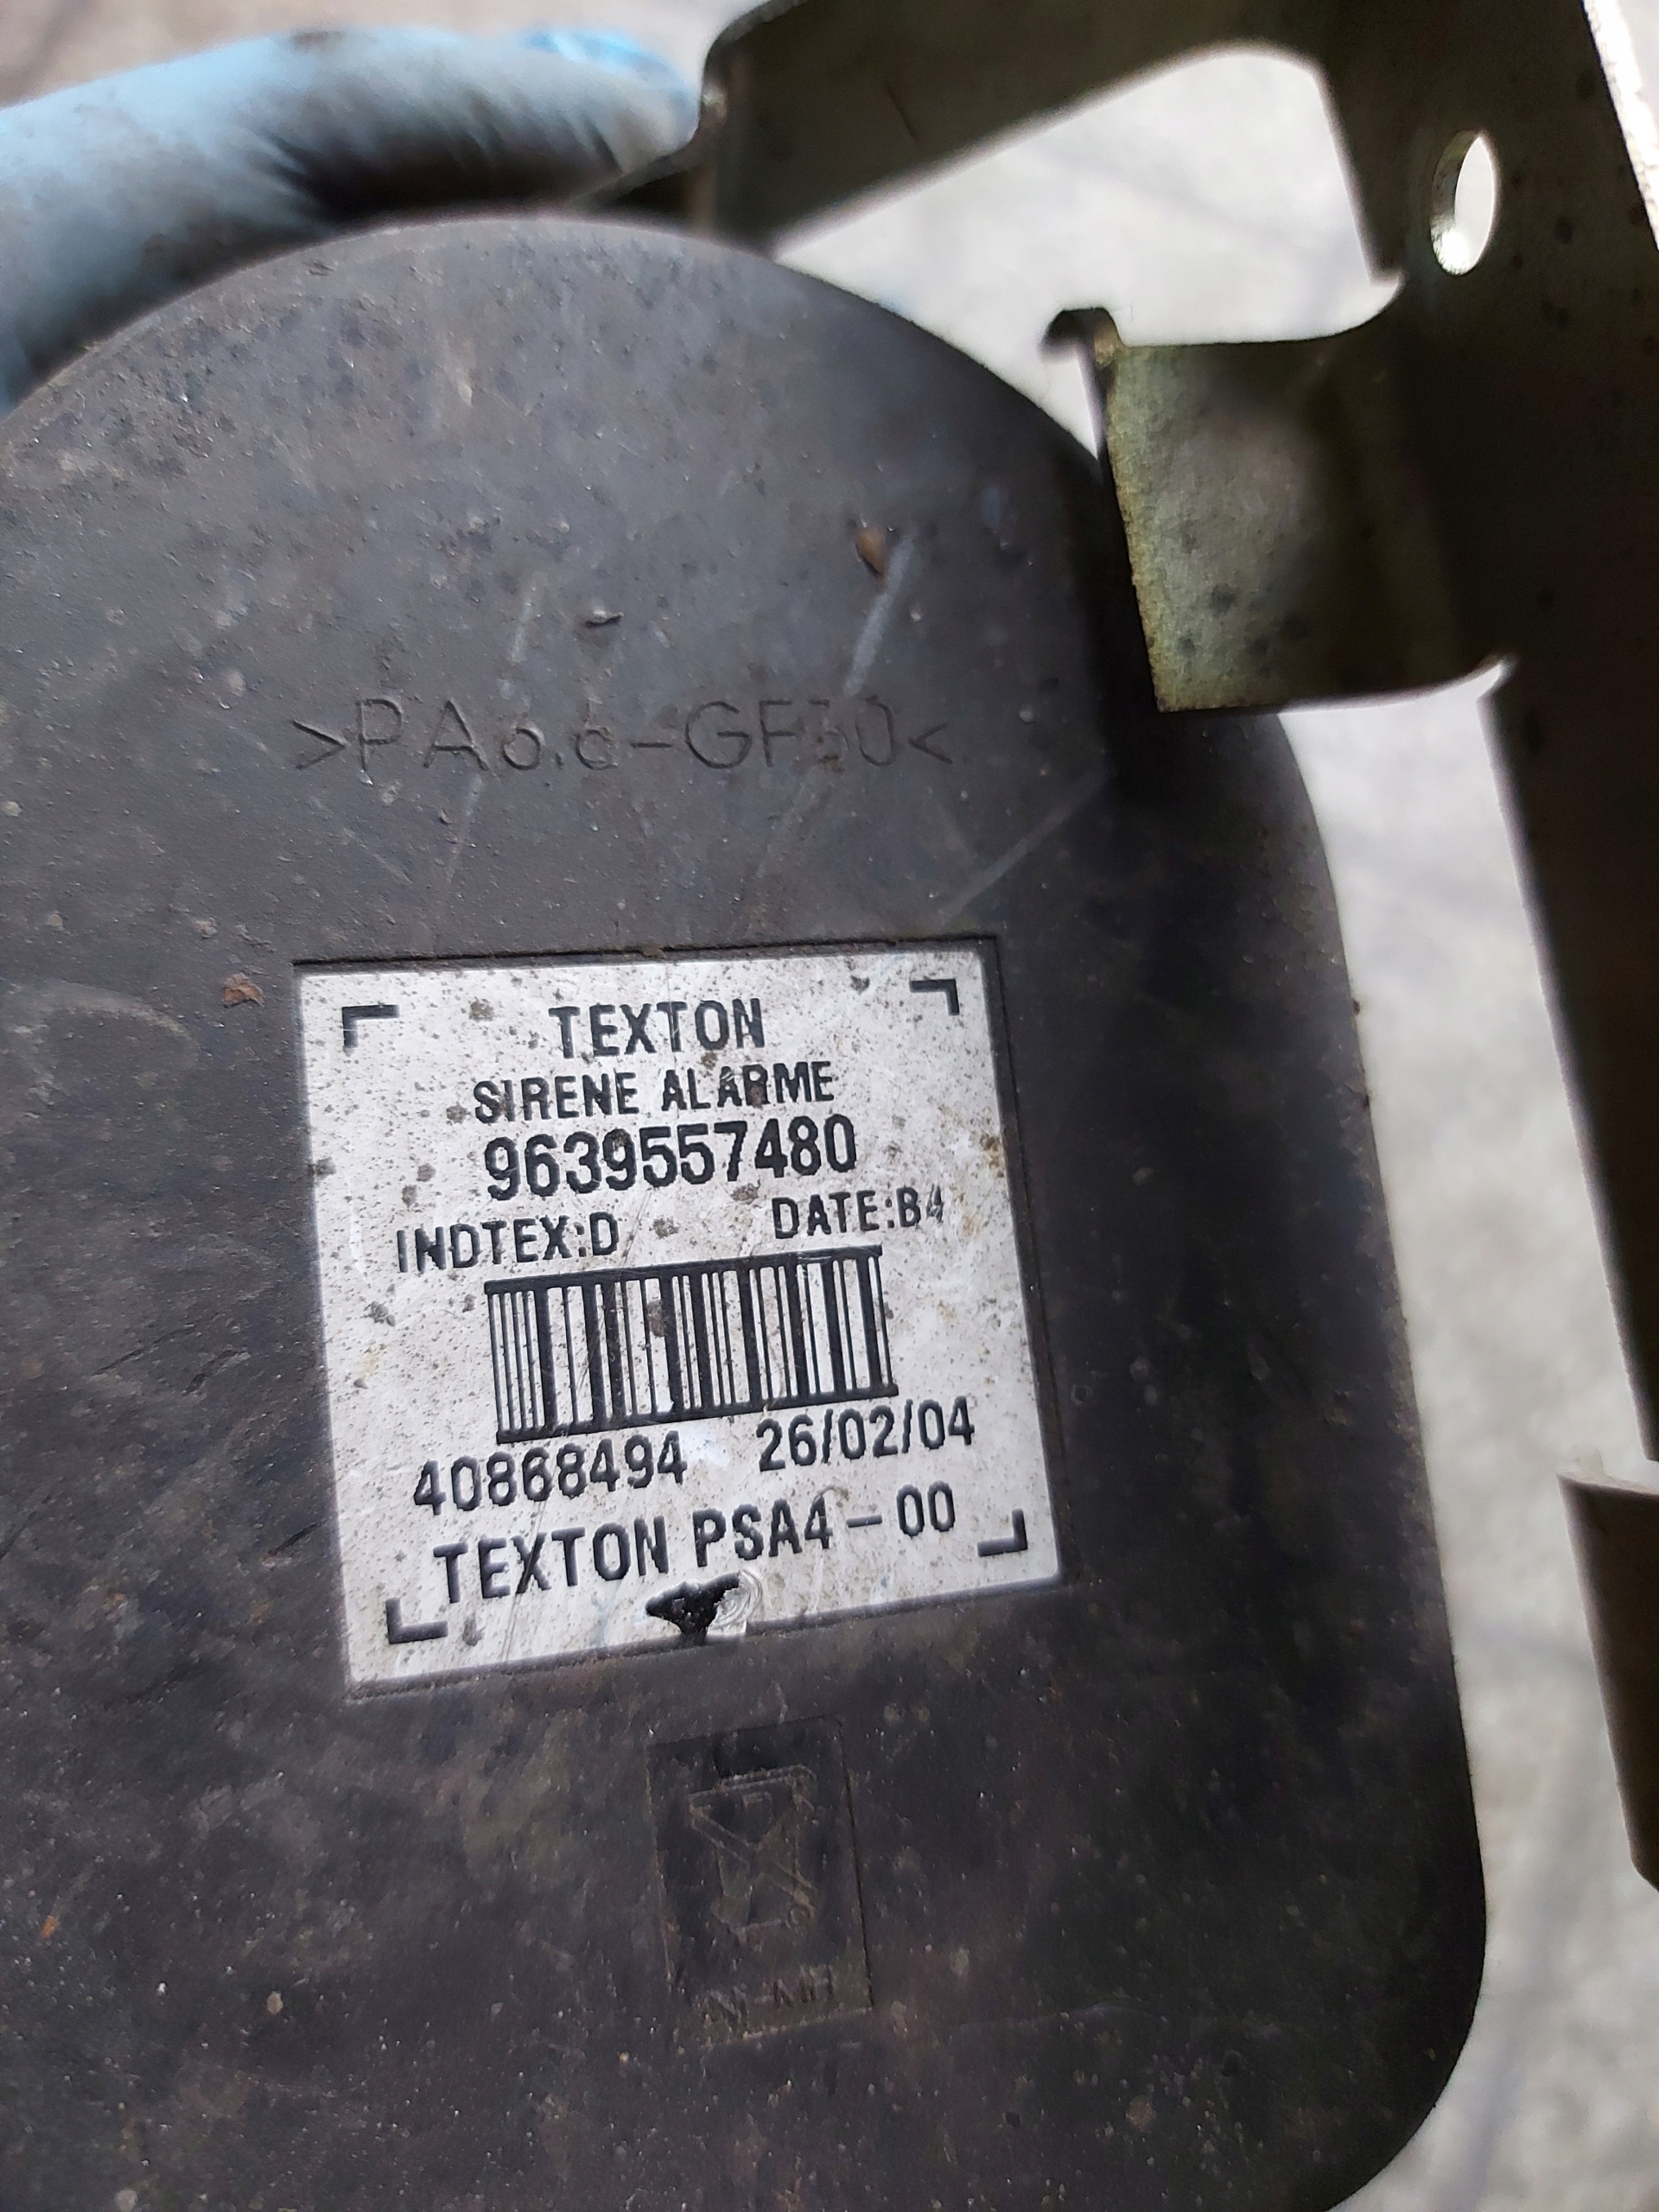 >PA6.6-GF30<
TEXTON
SIRENE ALARME
9639557480
INDTEX:D DATE:B4
40868494 26/02/04
TEXTON PSA4-00